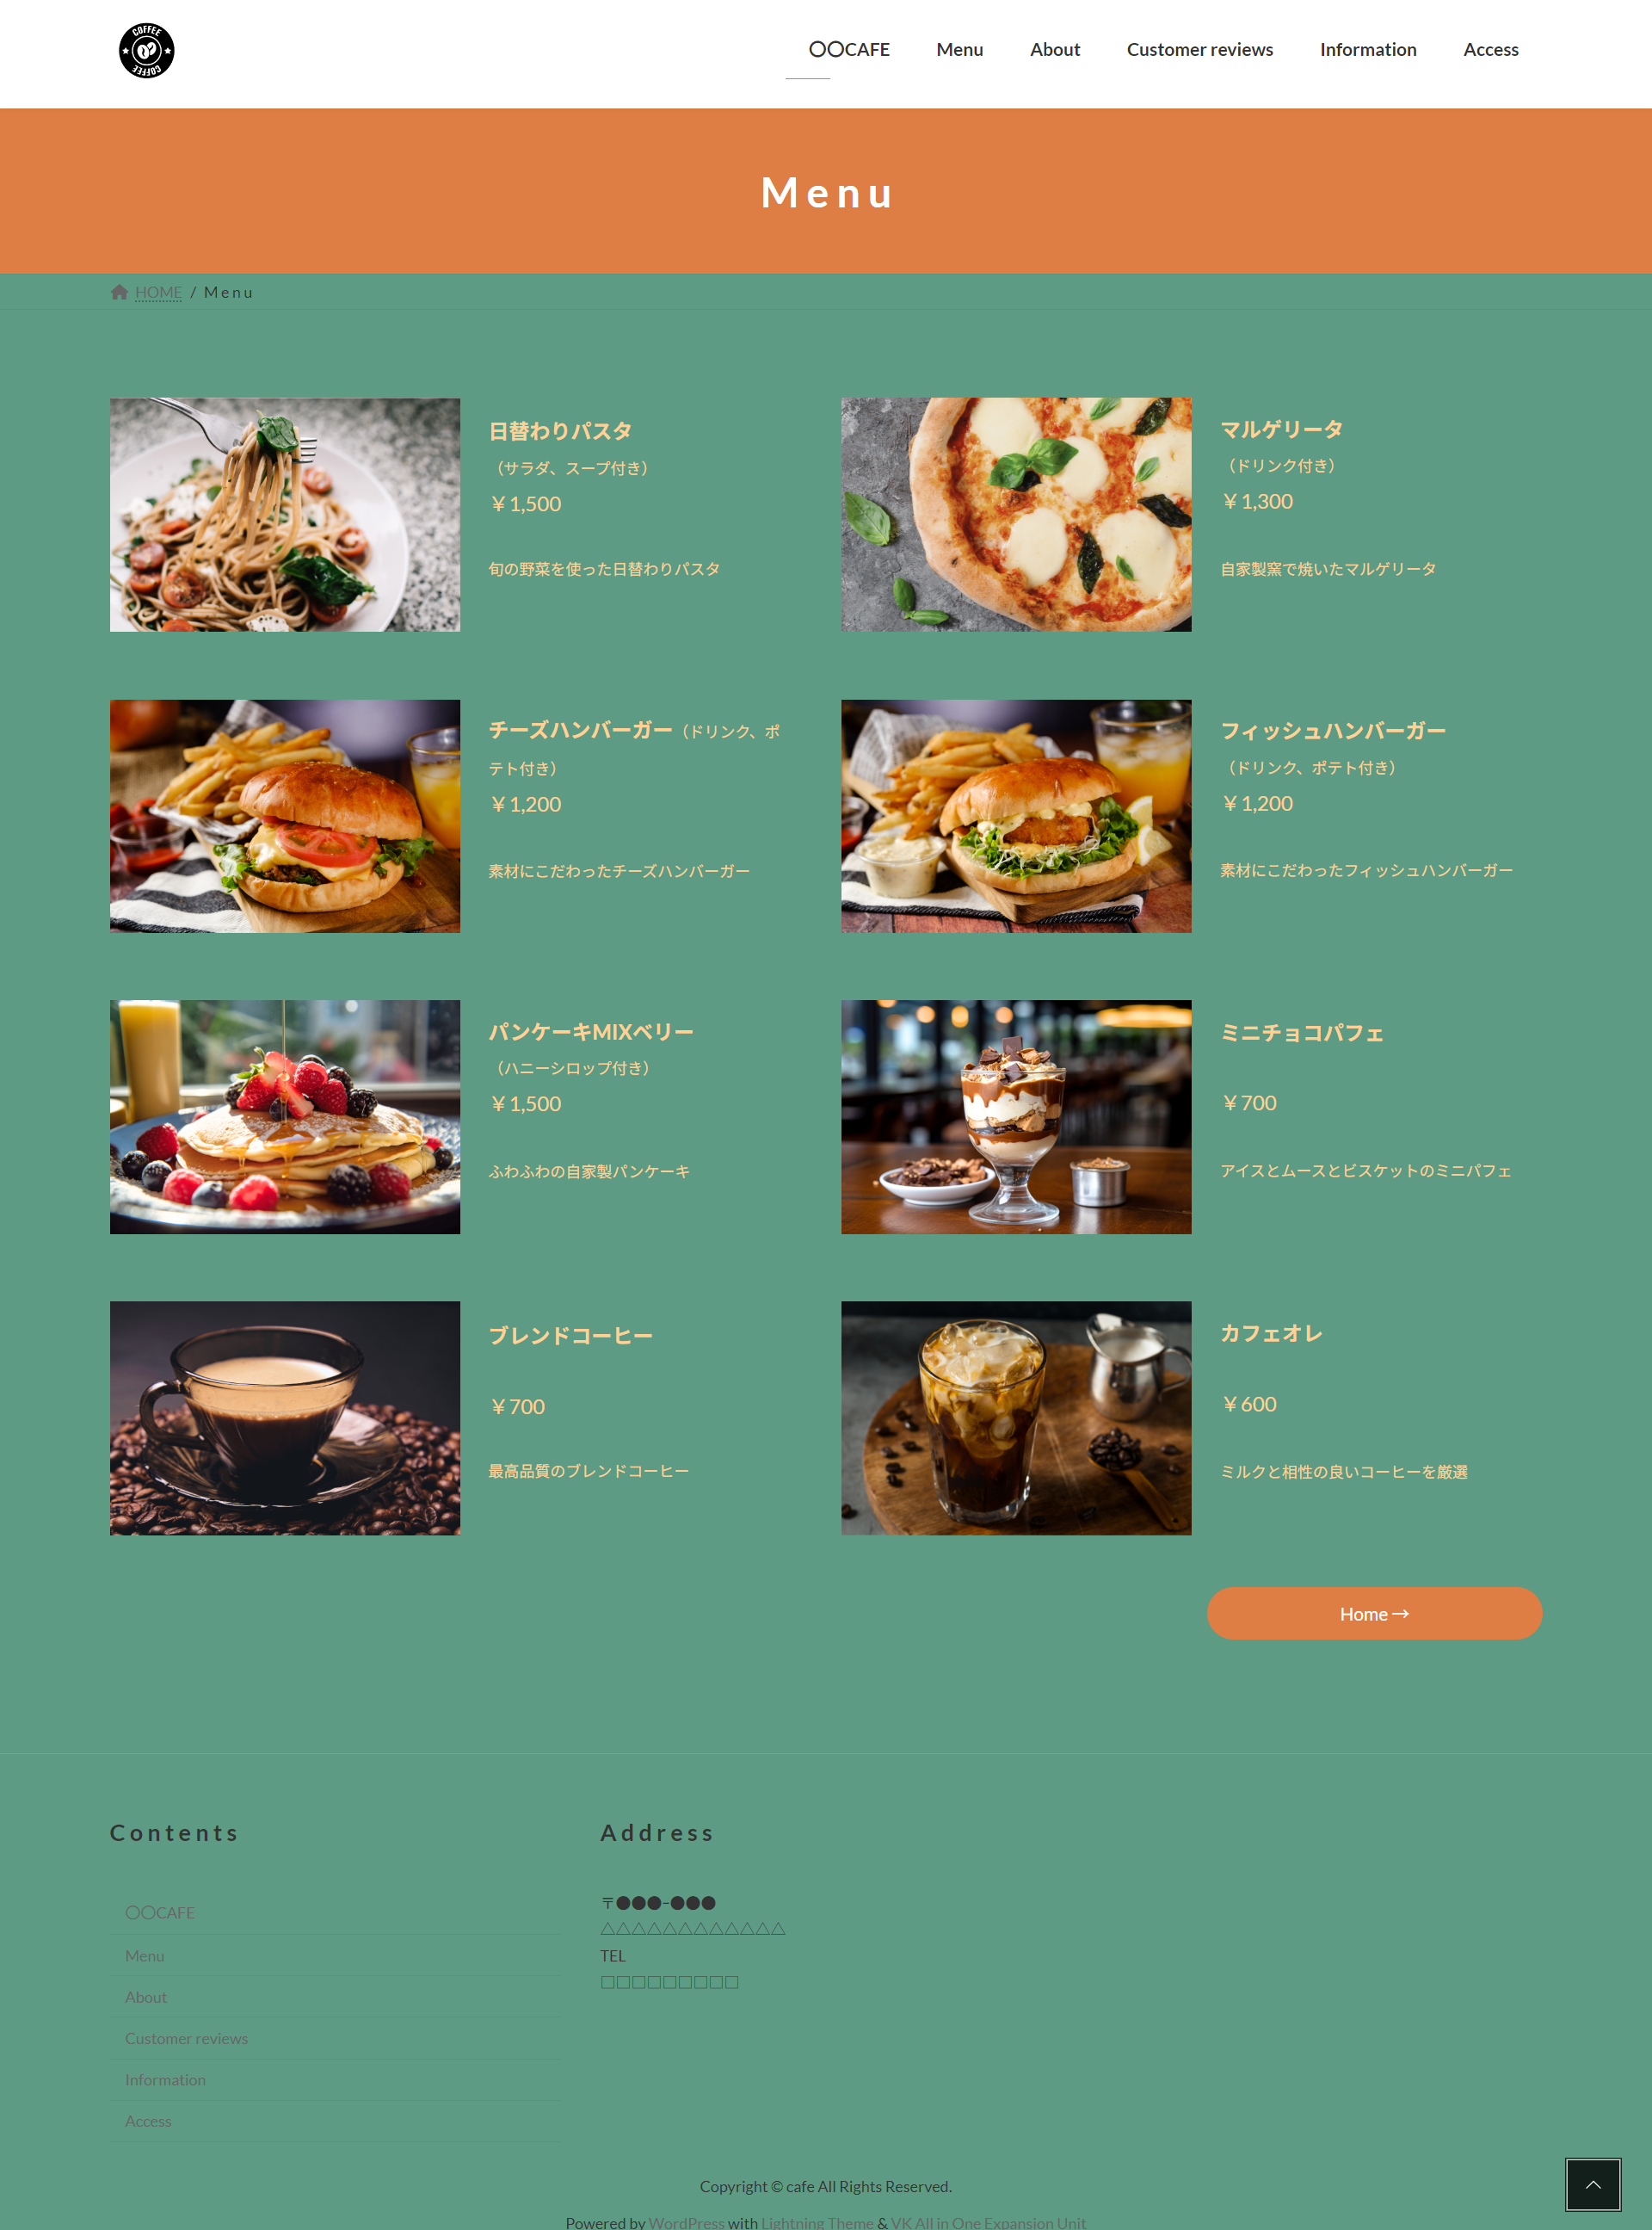 COFFEE
COFFEE
〇〇CAFE
Menu
About
Customer reviews
Information
Access
Menu
HOME / Menu
日替わりパスタ
（サラダ、スープ付き）
￥1,500
旬の野菜を使った日替わりパスタ
マルゲリータ
（ドリンク付き）
￥1,300
自家製窯で焼いたマルゲリータ
チーズハンバーガー（ドリンク、ポ
テト付き）
￥1,200
素材にこだわったチーズハンバーガー
フィッシュハンバーガー
（ドリンク、ポテト付き）
￥1,200
素材にこだわったフィッシュハンバーガー
パンケーキMIXベリー
（ハニーシロップ付き）
￥1,500
ふわふわの自家製パンケーキ
ミニチョコパフェ
￥700
アイスとムースとビスケットのミニパフェ
ブレンドコーヒー
￥700
最高品質のブレンドコーヒー
カフェオレ
￥600
ミルクと相性の良いコーヒーを厳選
Home →
Contents
〇〇CAFE
Menu
About
Customer reviews
Information
Access
Address
〒●●●−●●●
△△△△△△△△△△△△
TEL
□□□□□□□□□
Copyright © cafe All Rights Reserved.
Powered by WordPress with Lightning Theme & VK All in One Expansion Unit